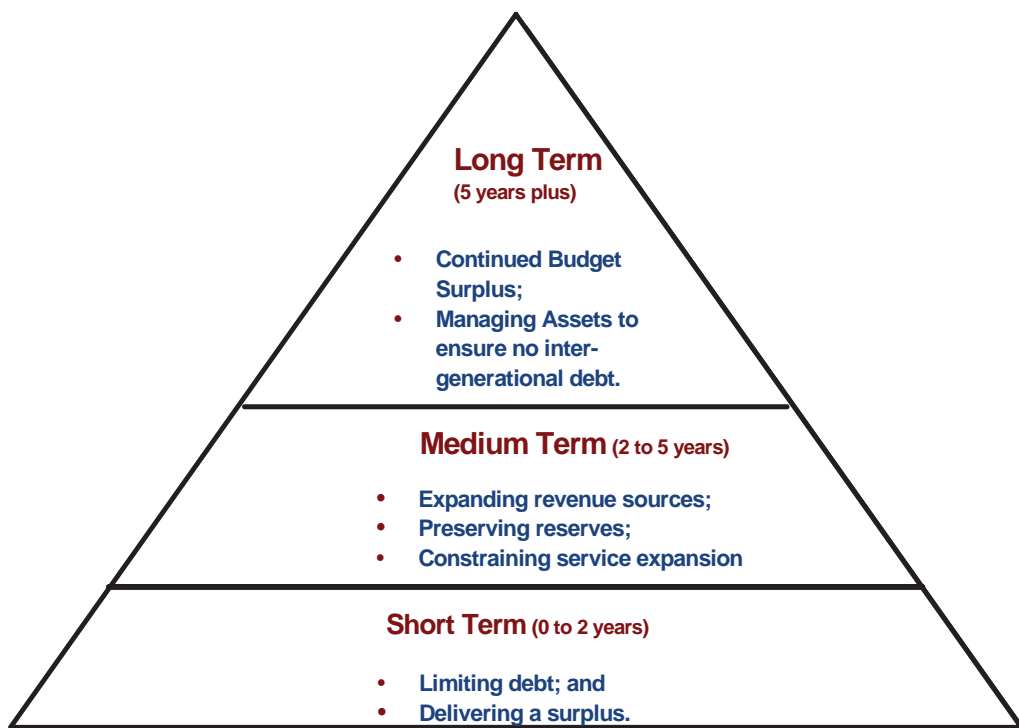 Long Term
(5 years plus)
• Continued Budget
Surplus;
• Managing Assets to
ensure no inter-
generational debt.
Medium Term (2 to 5 years)
• Expanding revenue sources;
• Preserving reserves;
• Constraining service expansion
Short Term (0 to 2 years)
• Limiting debt; and
• Delivering a surplus.